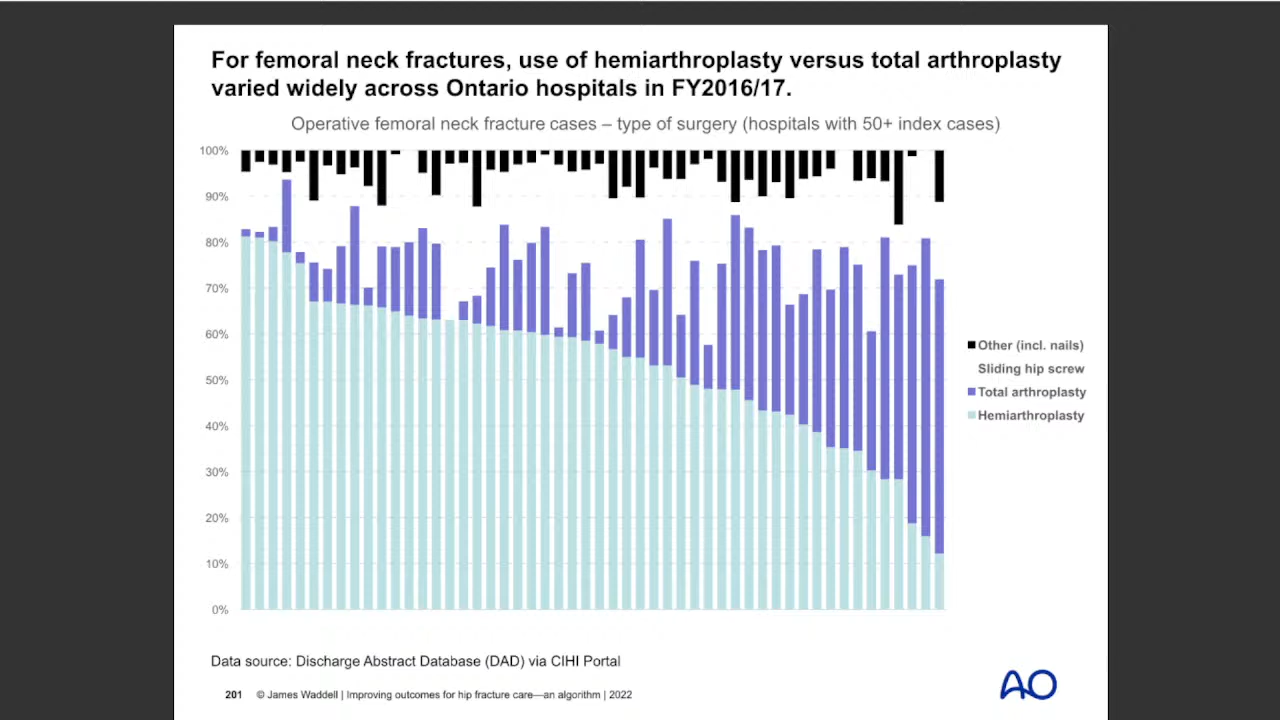 For femoral neck fractures, use of hemiarthroplasty versus total arthroplasty
varied widely across Ontario hospitals in FY2016/17.
Operative femoral neck fracture cases – type of surgery (hospitals with 50+ index cases)
100%
90%
80%
70%
60%
50%
40%
30%
20%
10%
0%
Other (incl. nails)
Sliding hip screw
Total arthroplasty
Hemiarthroplasty
Data source: Discharge Abstract Database (DAD) via CIHI Portal
201 © James Waddell | Improving outcomes for hip fracture care—an algorithm | 2022
AO